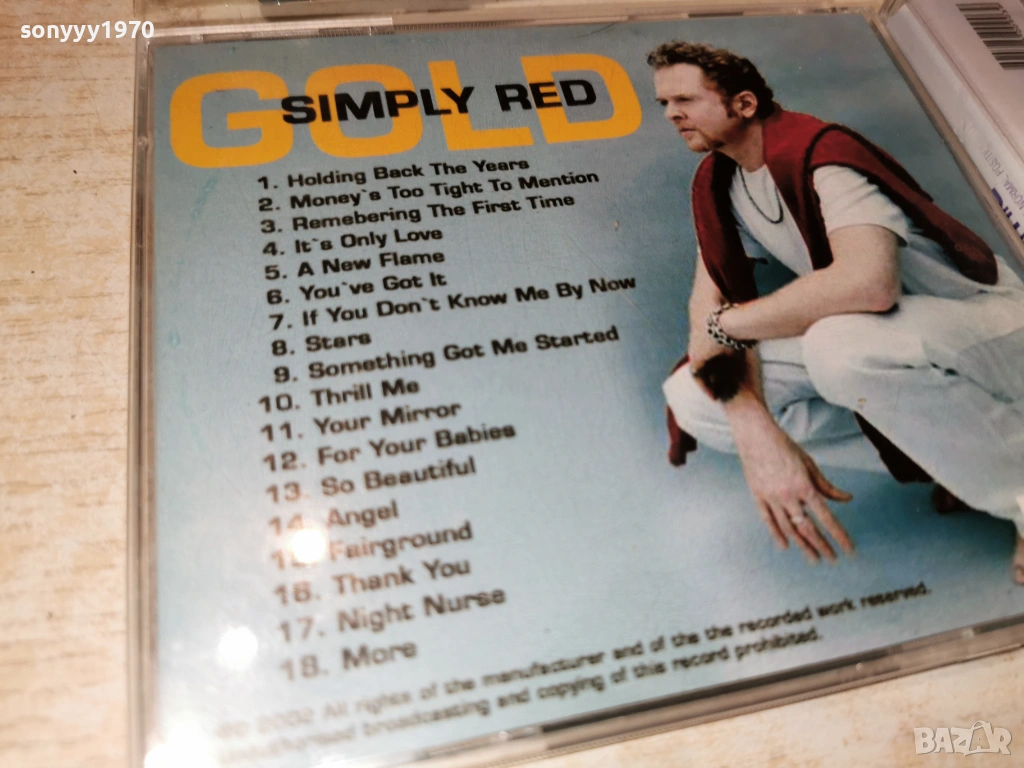 sonyyy1970
GOLD
SIMPLY RED
1. Holding Back The Years
2. Money`s Too Tight To Mention
3. Remebering The First Time
4. It`s Only Love
5. A New Flame
6. You`ve Got It
7. If You Don`t Know Me By Now
8. Stars
9. Something Got Me Started
10. Thrill Me
11. Your Mirror
12. For Your Babies
13. So Beautiful
14. Angel
15. Fairground
16. Thank You
17. Night Nurse
18. More
2002 All rights of the manufacturer and of the the recorded work reserved.
broadcasting and copying of this record prohibited.
BAZAR